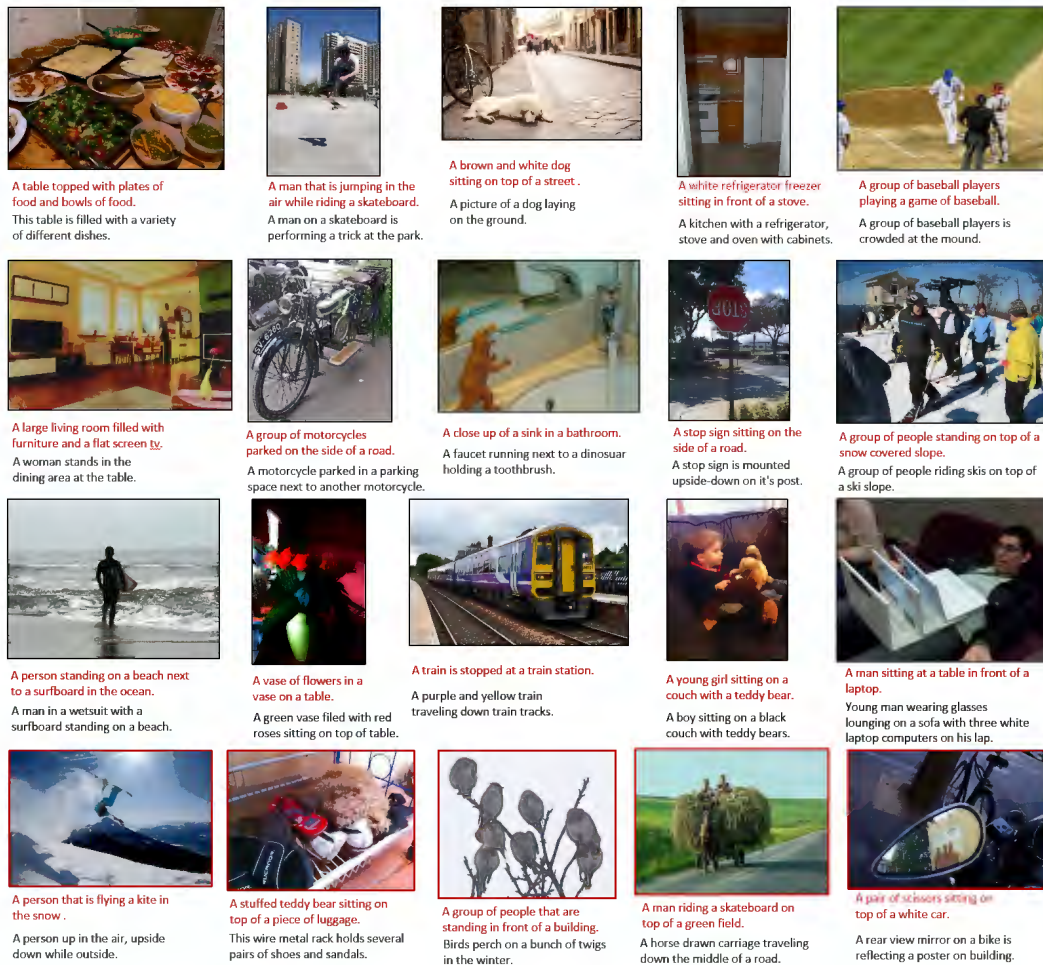 A table topped with plates of
food and bowls of food.
This table is filled with a variety
of different dishes.
A man that is jumping in the
air while riding a skateboard.
A man on a skateboard is
performing a trick at the park.
A brown and white dog
sitting on top of a street .
A picture of a dog laying
on the ground.
A white refrigerator freezer
sitting in front of a stove.
A kitchen with a refrigerator,
stove and oven with cabinets.
A group of baseball players
playing a game of baseball.
A group of baseball players is
crowded at the mound.
STOP
A large living room filled with
furniture and a flat screen tv.
A woman stands in the
dining area at the table.
A group of motorcycles
parked on the side of a road.
A motorcycle parked in a parking
space next to another motorcycle.
A close up of a sink in a bathroom.
A faucet running next to a dinosuar
holding a toothbrush.
A stop sign sitting on the
side of a road.
A stop sign is mounted
upside-down on it's post.
A group of people standing on top of a
snow covered slope.
A group of people riding skis on top of
a ski slope.
A person standing on a beach next
to a surfboard in the ocean.
A man in a wetsuit with a
surfboard standing on a beach.
A vase of flowers in a
vase on a table.
A green vase filled with red
roses sitting on top of table.
A train is stopped at a train station.
A purple and yellow train
traveling down train tracks.
A young girl sitting on a
couch with a teddy bear.
A boy sitting on a black
couch with teddy bears.
A man sitting at a table in front of a
laptop.
Young man wearing glasses
lounging on a sofa with three white
laptop computers on his lap.
A person that is flying a kite in
the snow .
A person up in the air, upside
down while outside.
A stuffed teddy bear sitting on
top of a piece of luggage.
This wire metal rack holds several
pairs of shoes and sandals.
A group of people that are
standing in front of a building.
Birds perch on a bunch of twigs
in the winter.
A man riding a skateboard on
top of a green field.
A horse drawn carriage traveling
down the middle of a road.
A pair of scissors sitting on
top of a white car.
A rear view mirror on a bike is
reflecting a poster on building.